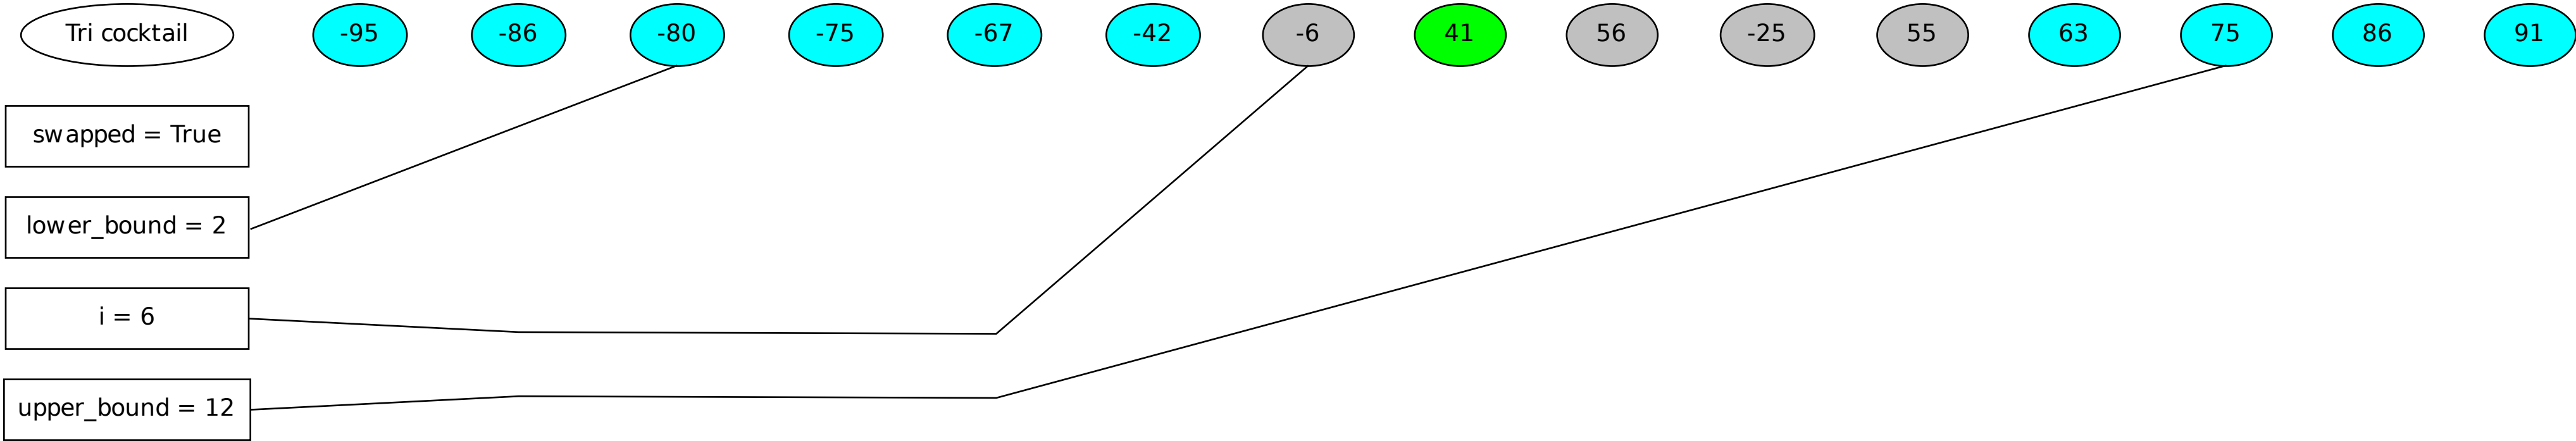 Tri cocktail -95 -86 -80 -75 -67 -42 -6 41 56 -25 55 63 75 86 91
swapped = True
lower_bound = 2
i = 6
upper_bound = 12